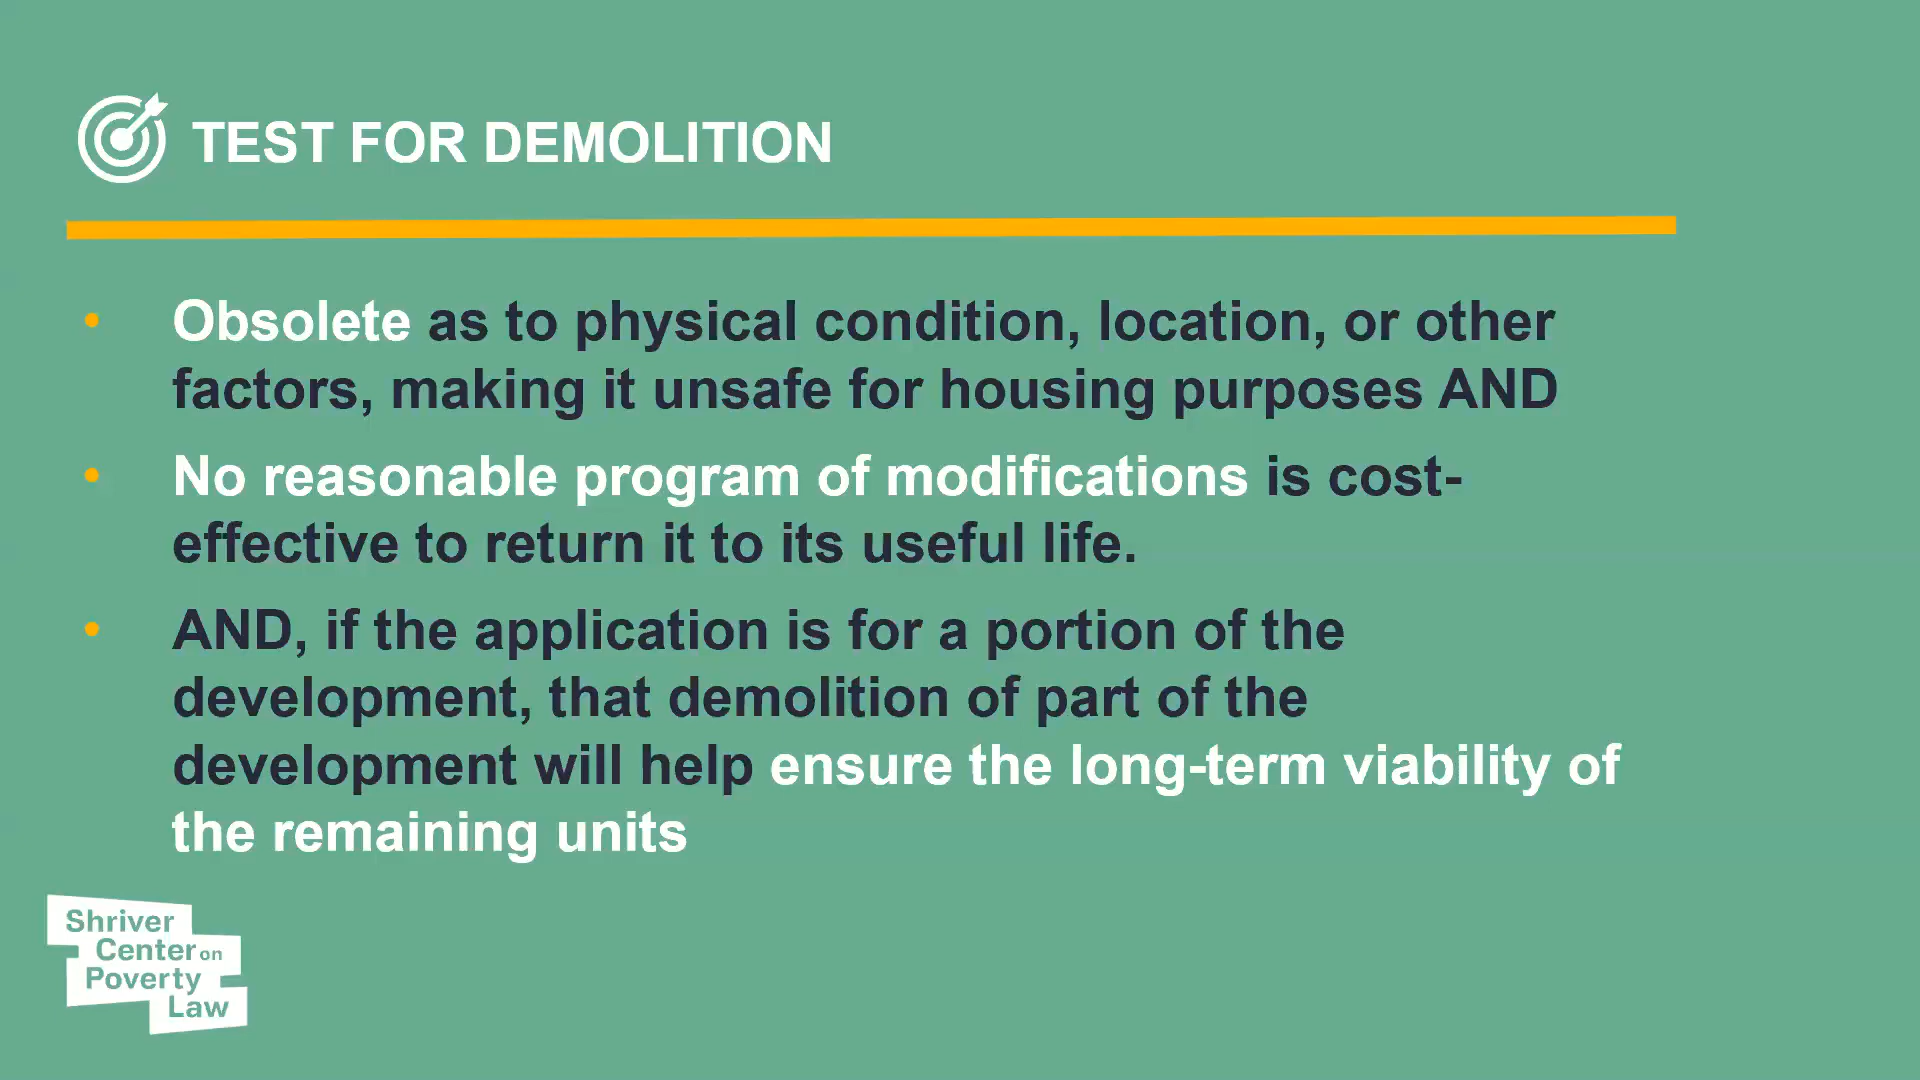 TEST FOR DEMOLITION
• Obsolete as to physical condition, location, or other
factors, making it unsafe for housing purposes AND
• No reasonable program of modifications is cost-
effective to return it to its useful life.
• AND, if the application is for a portion of the
development, that demolition of part of the
development will help ensure the long-term viability of
the remaining units
Shriver
Center on
Poverty
Law